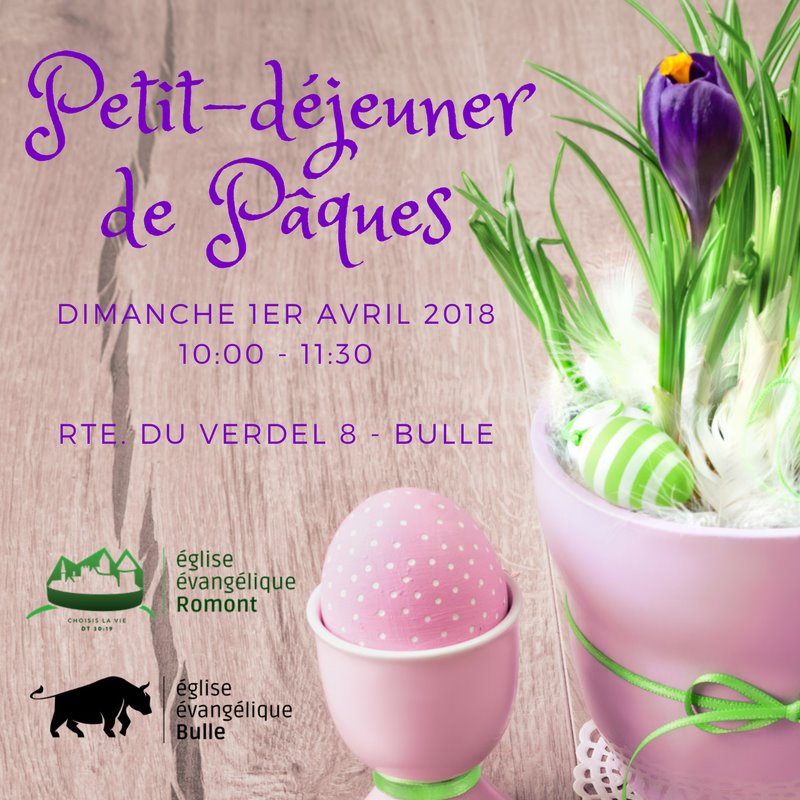 Petit-déjeuner
de Pâques
DIMANCHE 1ER AVRIL 2018
10:00 - 11:30
RTE. DU VERDEL 8 - BULLE
église
évangélique
Romont
CHOISIS LA VIE
DT 30:19
église
évangélique
Bulle